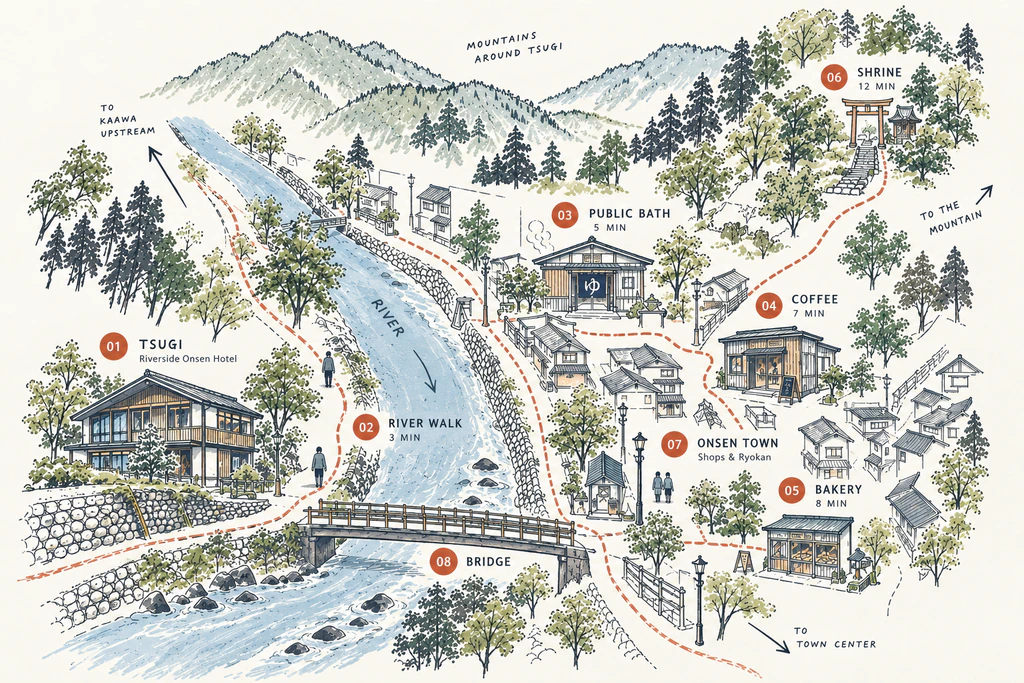 MOUNTAINS
AROUND TSUGI
06 SHRINE
12 MIN
TO
KAAWA
UPSTREAM
03 PUBLIC BATH
5 MIN
ゆ
TO THE
MOUNTAIN
04 COFFEE
7 MIN
RIVER
01 TSUGI
Riverside Onsen Hotel
02 RIVER WALK
3 MIN
07 ONSEN TOWN
Shops & Ryokan
05 BAKERY
8 MIN
08 BRIDGE
TO
TOWN CENTER